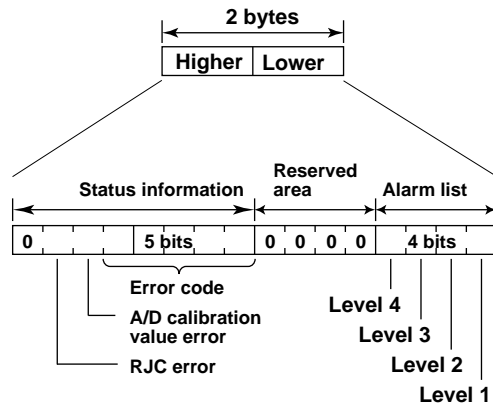 2 bytes
Higher Lower
Reserved
area
Status information
Alarm list
0 5 bits 0 0 0 0 4 bits
Error code
A/D calibration
value error
RJC error
Level 4
Level 3
Level 2
Level 1